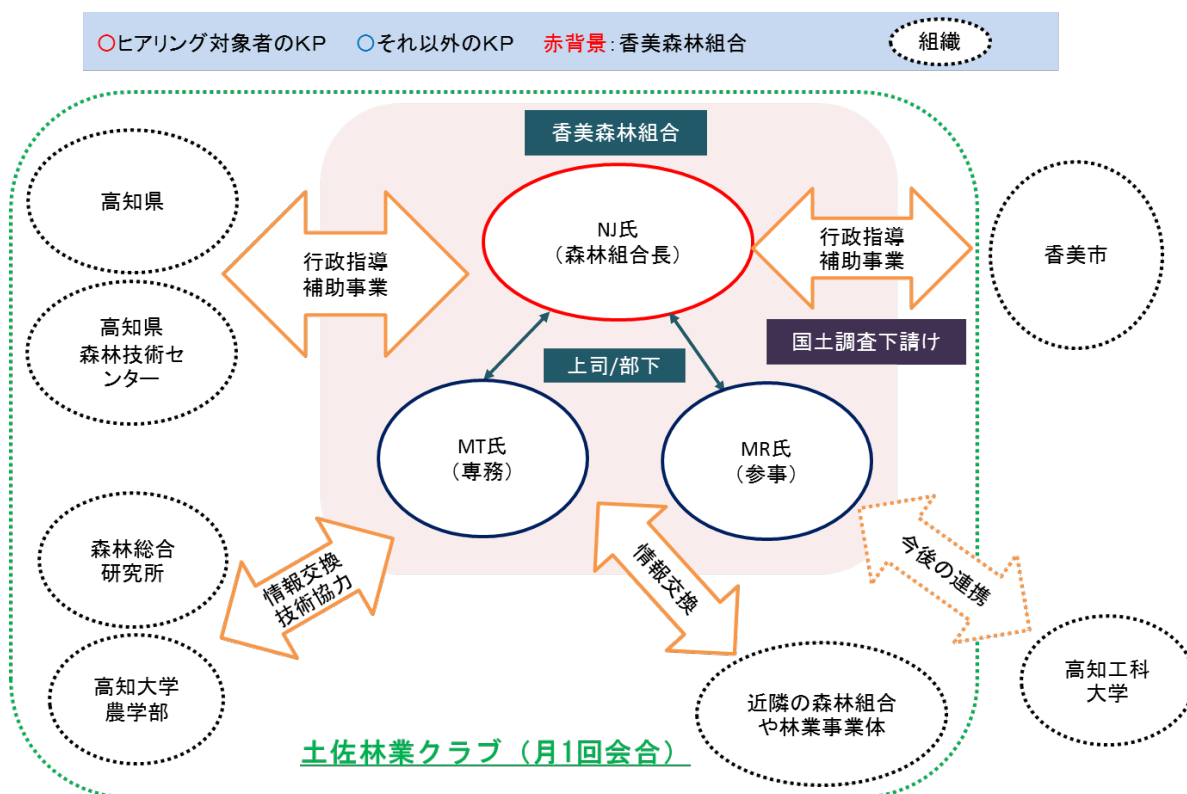 ○ヒアリング対象者のKP ○それ以外のKP 赤背景：香美森林組合 組織
香美森林組合
高知県
NJ氏
（森林組合長）
行政指導
補助事業
行政指導
補助事業
香美市
高知県
森林技術セ
ンター
国土調査下請け
上司/部下
MT氏
（専務）
MR氏
（参事）
森林総合
研究所
情報交換
技術協力
情報交換
今後の連携
高知大学
農学部
近隣の森林組合
や林業事業体
高知工科
大学
土佐林業クラブ（月1回会合）